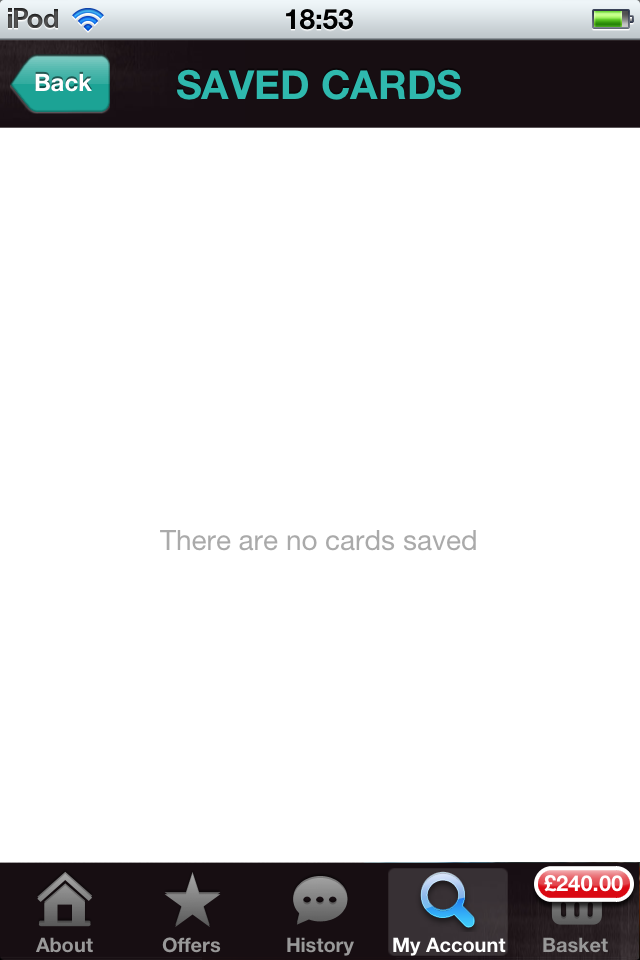 iPod 18:53
Back SAVED CARDS
There are no cards saved
£240.00
About Offers History My Account Basket